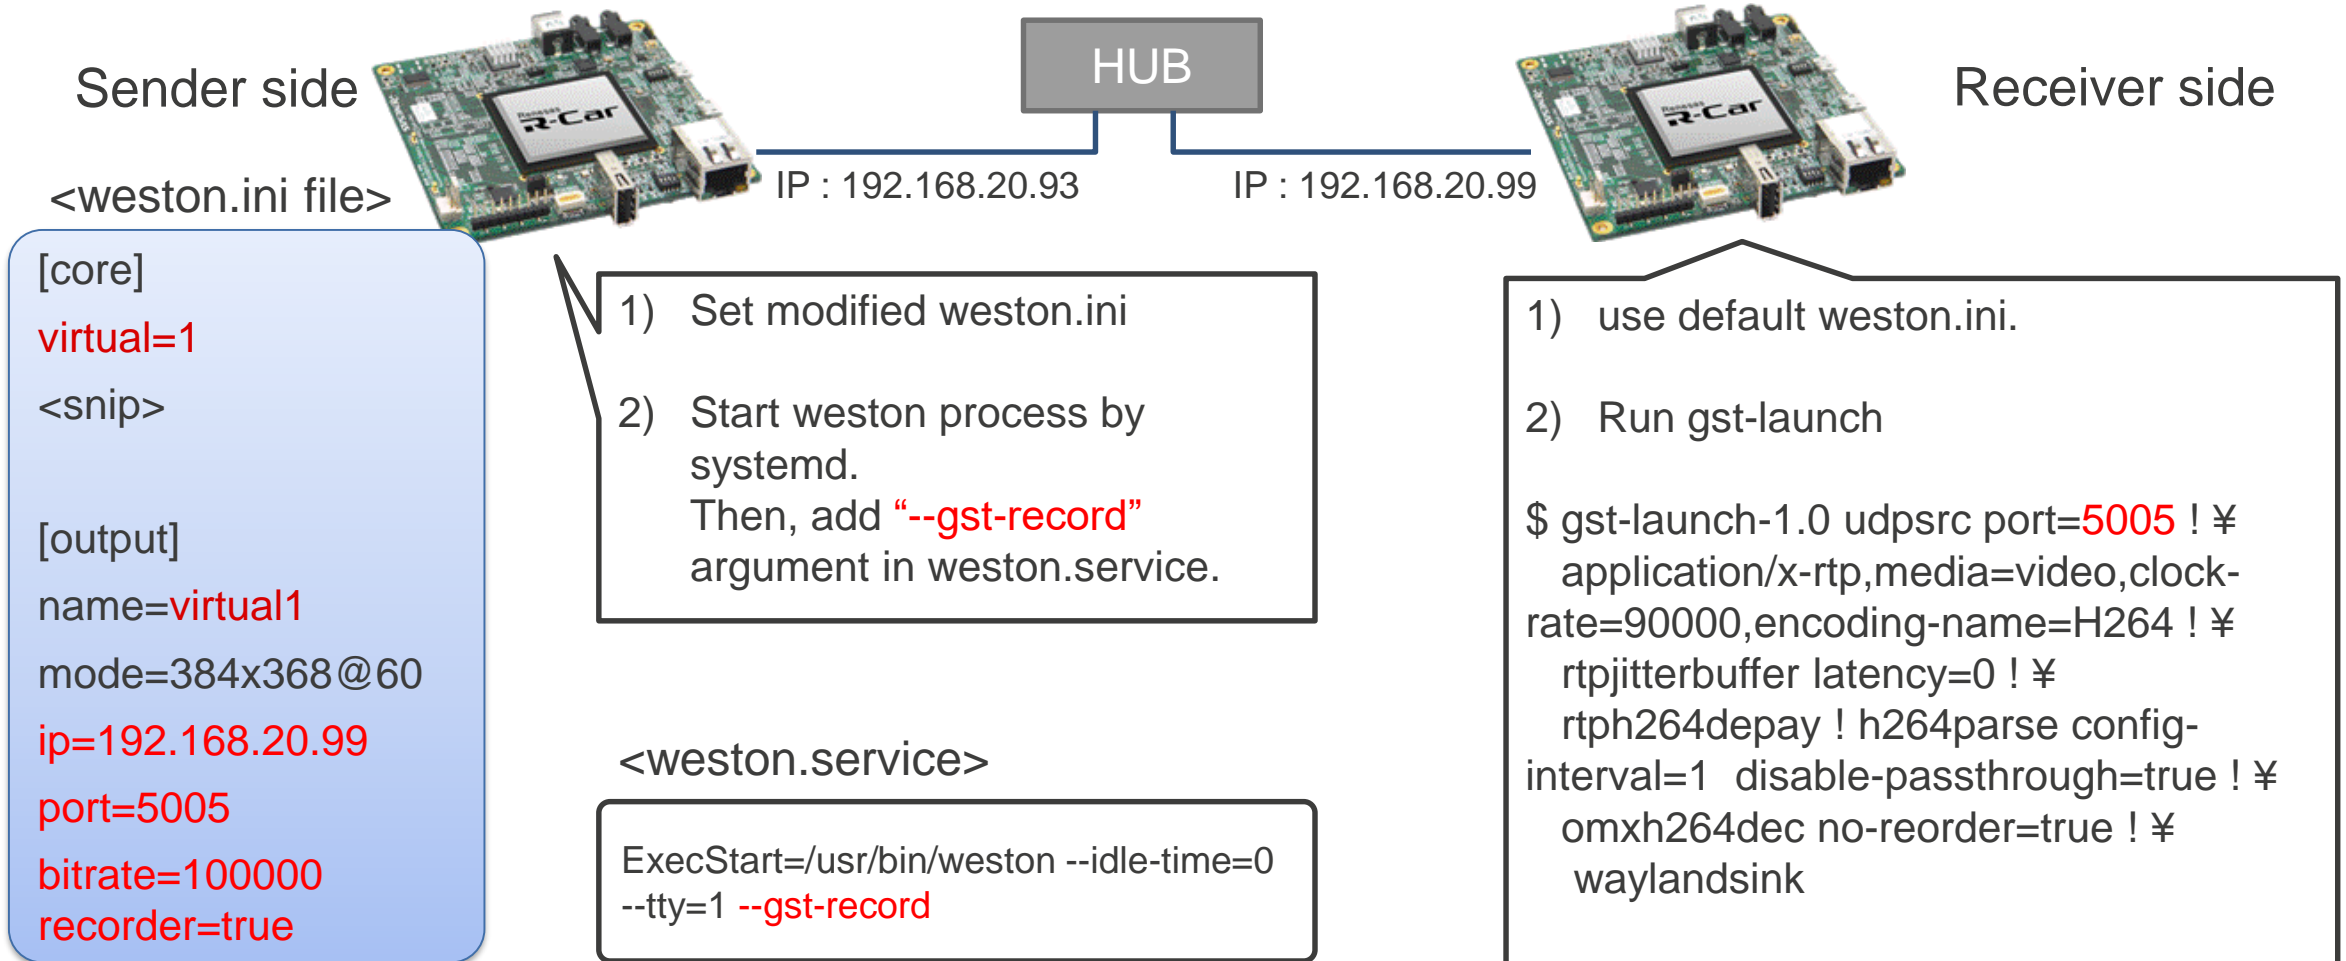 Sender side
HUB
Receiver side
Renesas
R-Car
Renesas
R-Car
IP : 192.168.20.93
IP : 192.168.20.99
<weston.ini file>
[core]
virtual=1
<snip>
[output]
name=virtual1
mode=384x368@60
ip=192.168.20.99
port=5005
bitrate=100000
recorder=true
1) Set modified weston.ini
2) Start weston process by
systemd.
Then, add “--gst-record”
argument in weston.service.
<weston.service>
ExecStart=/usr/bin/weston --idle-time=0
--tty=1 --gst-record
1) use default weston.ini.
2) Run gst-launch
$ gst-launch-1.0 udpsrc port=5005 ! ¥
application/x-rtp,media=video,clock-
rate=90000,encoding-name=H264 ! ¥
rtpjitterbuffer latency=0 ! ¥
rtph264depay ! h264parse config-
interval=1 disable-passthrough=true ! ¥
omxh264dec no-reorder=true ! ¥
waylandsink